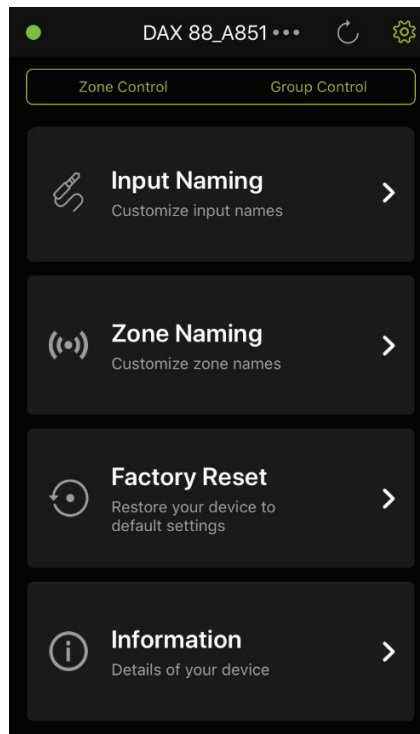 DAX 88_A851
Zone Control Group Control
Input Naming
Customize input names
Zone Naming
Customize zone names
Factory Reset
Restore your device to
default settings
Information
Details of your device